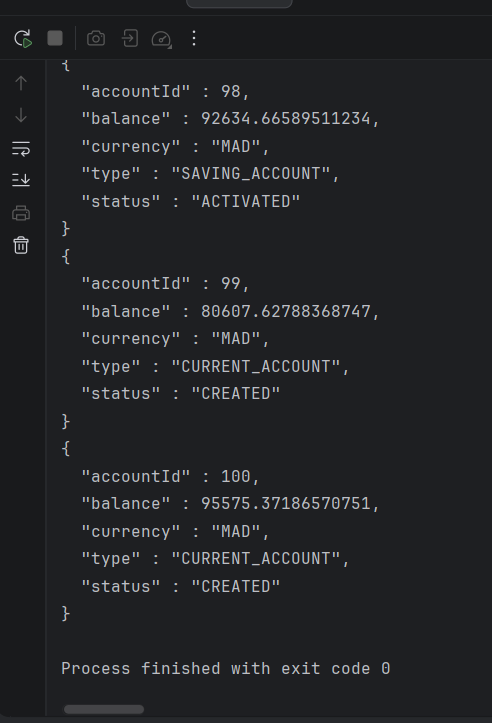 {
"accountId" : 98,
"balance" : 92634.66589511234,
"currency" : "MAD",
"type" : "SAVING_ACCOUNT",
"status" : "ACTIVATED"
}
{
"accountId" : 99,
"balance" : 80607.62788368747,
"currency" : "MAD",
"type" : "CURRENT_ACCOUNT",
"status" : "CREATED"
}
{
"accountId" : 100,
"balance" : 95575.37186570751,
"currency" : "MAD",
"type" : "CURRENT_ACCOUNT",
"status" : "CREATED"
}
Process finished with exit code 0